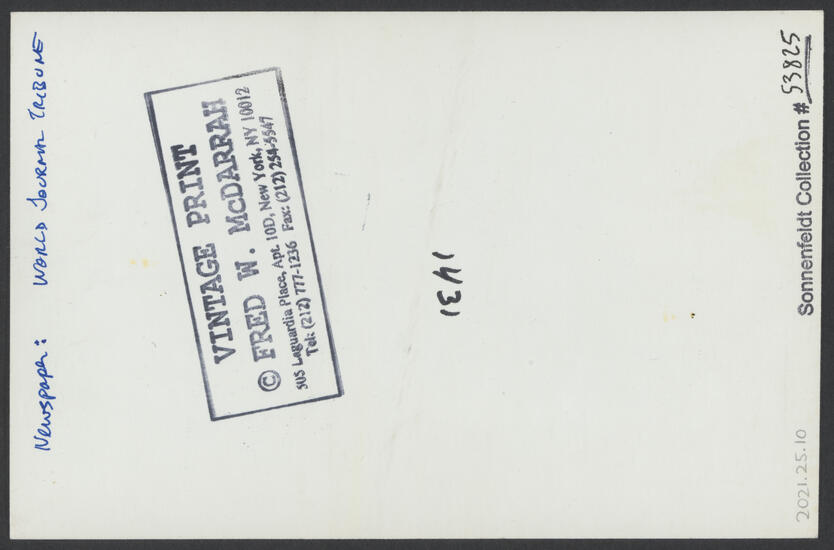 Newspaper: WORLD JOURNAL TRIBUNE
VINTAGE PRINT
© FRED W. MCDARRAH
505 Laguardia Place, Apt. 10D, New York, NY 10012
Tel: (212) 777-1236 Fax: (212) 254-5547
1431
Sonnenfeldt Collection # 53825
2021.25.10